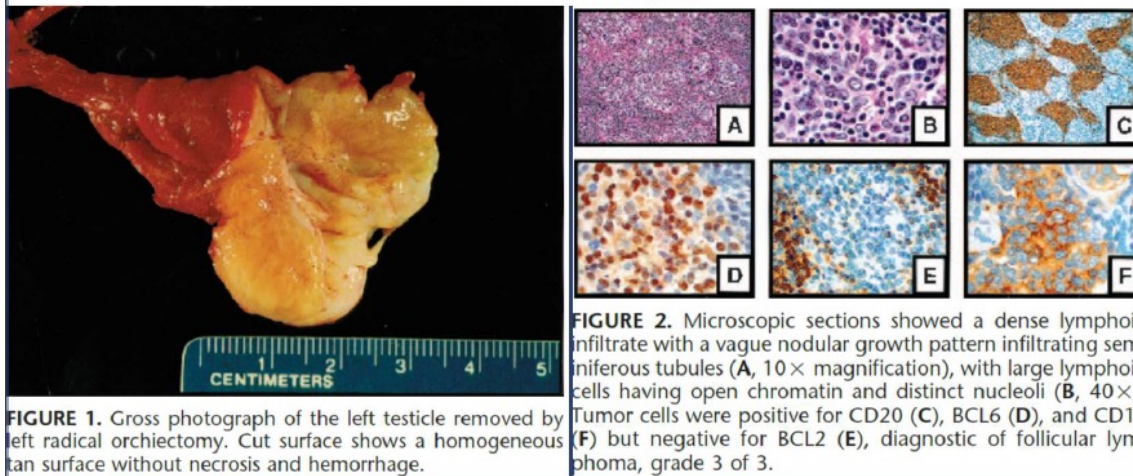 1 2 3 4 5
CENTIMETERS
FIGURE 1. Gross photograph of the left testicle removed by
left radical orchiectomy. Cut surface shows a homogeneous
tan surface without necrosis and hemorrhage.
A B C
D E F
FIGURE 2. Microscopic sections showed a dense lymphoi
infiltrate with a vague nodular growth pattern infiltrating sem
iniferous tubules (A, 10× magnification), with large lymphoi
cells having open chromatin and distinct nucleoli (B, 40×
Tumor cells were positive for CD20 (C), BCL6 (D), and CD1
(F) but negative for BCL2 (E), diagnostic of follicular lym
phoma, grade 3 of 3.